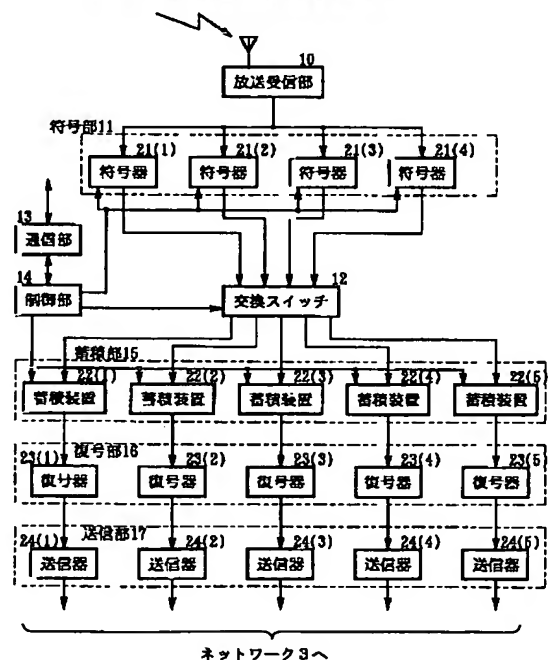 10
放送受信部
符号部11
21(1) 21(2) 21(3) 21(4)
符号器 符号器 符号器 符号器
13
通信部
12
14
制御部 交換スイッチ
蓄積部15
22(1) 22(2) 22(3) 22(4) 22(5)
蓄積装置 蓄積装置 蓄積装置 蓄積装置 蓄積装置
復号部16
23(1) 23(2) 23(3) 23(4) 23(5)
復号器 復号器 復号器 復号器 復号器
送信部17
24(1) 24(2) 24(3) 24(4) 24(5)
送信器 送信器 送信器 送信器 送信器
ネットワーク3へ